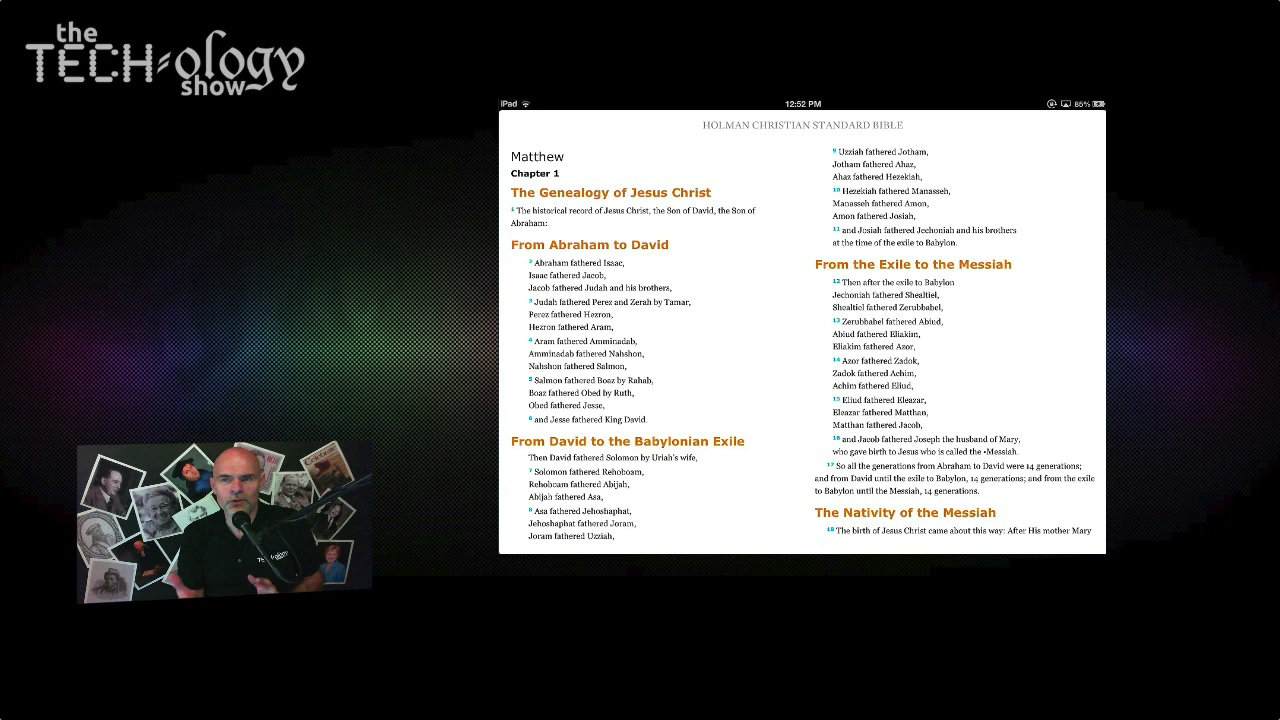 the
TECH-ology
show
iPad
12:52 PM
85%
HOLMAN CHRISTIAN STANDARD BIBLE
Matthew
Chapter 1
The Genealogy of Jesus Christ
1 The historical record of Jesus Christ, the Son of David, the Son of
Abraham:
From Abraham to David
2 Abraham fathered Isaac,
Isaac fathered Jacob,
Jacob fathered Judah and his brothers,
3 Judah fathered Perez and Zerah by Tamar,
Perez fathered Hezron,
Hezron fathered Aram,
4 Aram fathered Amminadab,
Amminadab fathered Nahshon,
Nahshon fathered Salmon,
5 Salmon fathered Boaz by Rahab,
Boaz fathered Obed by Ruth,
Obed fathered Jesse,
6 and Jesse fathered King David.
From David to the Babylonian Exile
Then David fathered Solomon by Uriah's wife,
7 Solomon fathered Rehoboam,
Rehoboam fathered Abijah,
Abijah fathered Asa,
8 Asa fathered Jehoshaphat,
Jehoshaphat fathered Joram,
Joram fathered Uzziah,
9 Uzziah fathered Jotham,
Jotham fathered Ahaz,
Ahaz fathered Hezekiah,
10 Hezekiah fathered Manasseh,
Manasseh fathered Amon,
Amon fathered Josiah,
11 and Josiah fathered Jechoniah and his brothers
at the time of the exile to Babylon.
From the Exile to the Messiah
12 Then after the exile to Babylon
Jechoniah fathered Shealtiel,
Shealtiel fathered Zerubbabel,
13 Zerubbabel fathered Abiud,
Abiud fathered Eliakim,
Eliakim fathered Azor,
14 Azor fathered Zadok,
Zadok fathered Achim,
Achim fathered Eliud,
15 Eliud fathered Eleazar,
Eleazar fathered Matthan,
Matthan fathered Jacob,
16 and Jacob fathered Joseph the husband of Mary,
who gave birth to Jesus who is called the •Messiah.
17 So all the generations from Abraham to David were 14 generations;
and from David until the exile to Babylon, 14 generations; and from the exile
to Babylon until the Messiah, 14 generations.
The Nativity of the Messiah
18 The birth of Jesus Christ came about this way: After His mother Mary